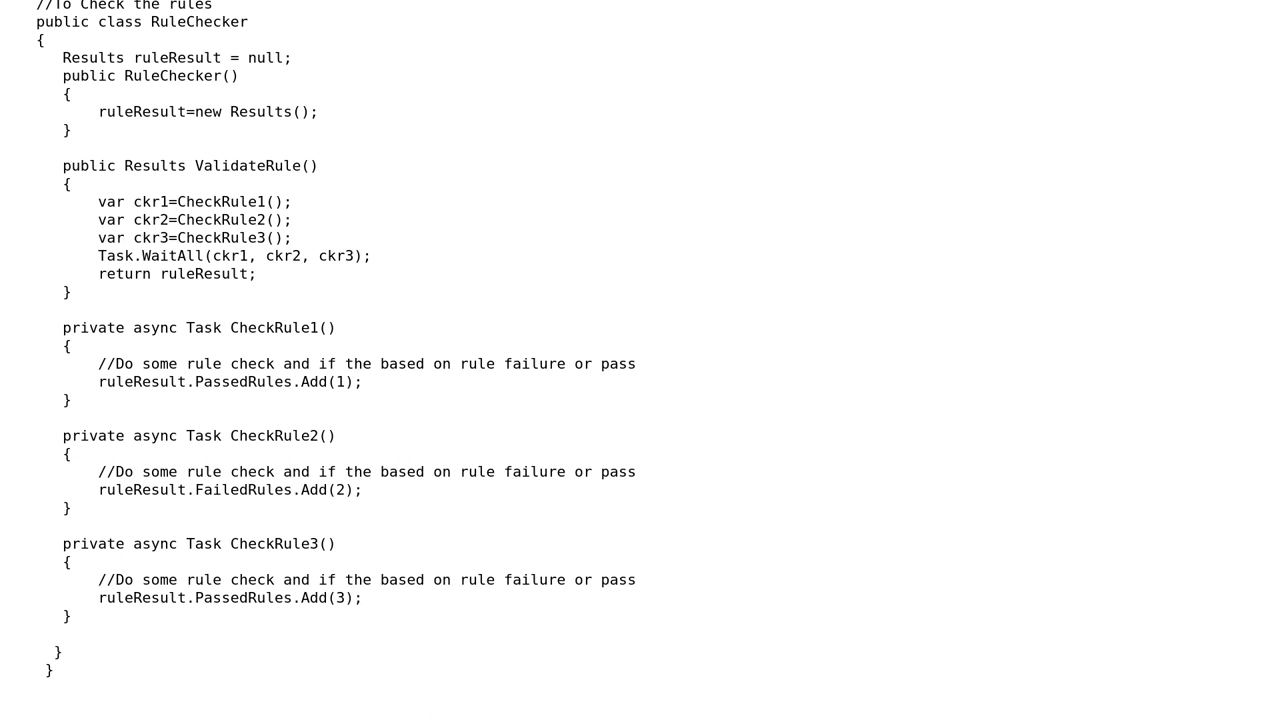 //To Check the rules
public class RuleChecker
{
Results ruleResult = null;
public RuleChecker()
{
ruleResult=new Results();
}
public Results ValidateRule()
{
var ckr1=CheckRule1();
var ckr2=CheckRule2();
var ckr3=CheckRule3();
Task.WaitAll(ckr1, ckr2, ckr3);
return ruleResult;
}
private async Task CheckRule1()
{
//Do some rule check and if the based on rule failure or pass
ruleResult.PassedRules.Add(1);
}
private async Task CheckRule2()
{
//Do some rule check and if the based on rule failure or pass
ruleResult.FailedRules.Add(2);
}
private async Task CheckRule3()
{
//Do some rule check and if the based on rule failure or pass
ruleResult.PassedRules.Add(3);
}
}
}